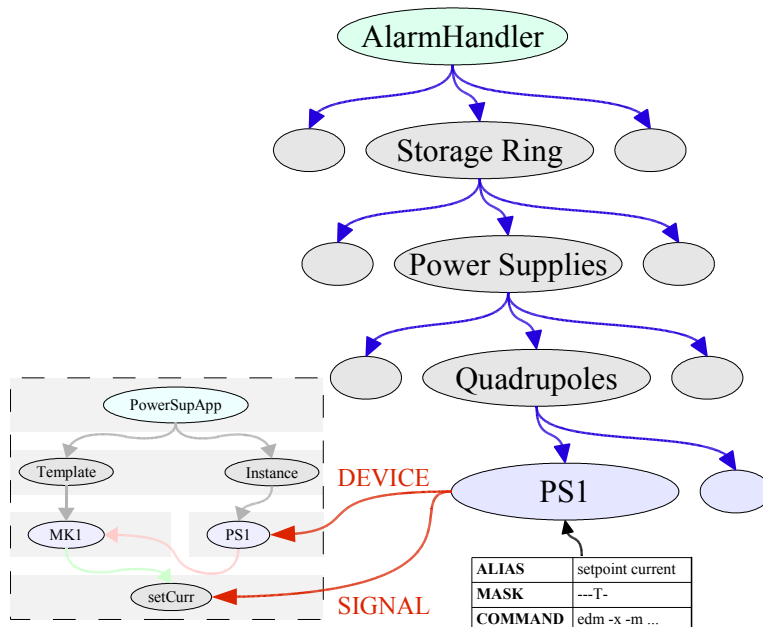 AlarmHandler
Storage Ring
Power Supplies
Quadrupoles
PowerSupApp
Template
Instance
DEVICE
PS1
MK1
PS1
setCurr
SIGNAL
ALIAS setpoint current
MASK ---T-
COMMAND edm -x -m ...